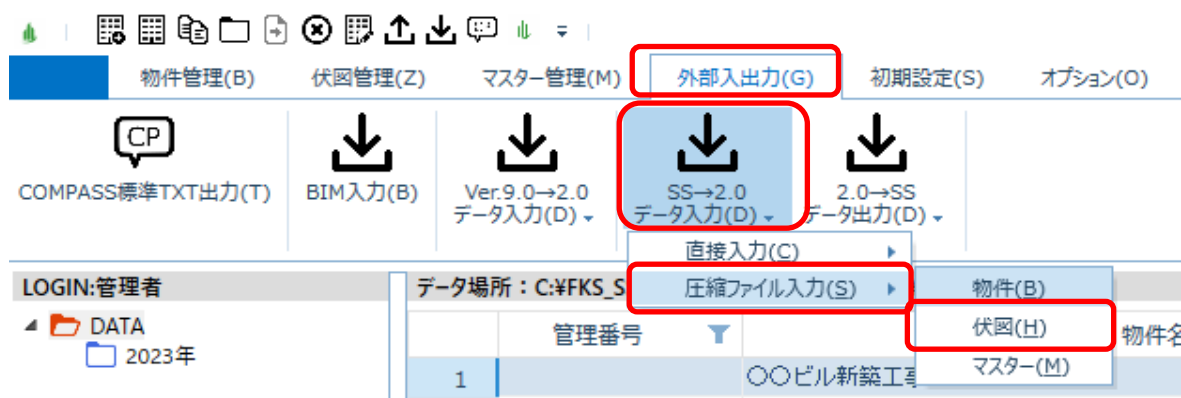 物件管理(B) 伏図管理(Z) マスター管理(M) 外部入出力(G) 初期設定(S) オプション(O)
CP
COMPASS標準TXT出力(T) BIM入力(B) Ver.9.0→2.0 SS→2.0 2.0→SS
データ入力(D) データ入力(D) データ出力(D)
直接入力(C)
LOGIN:管理者 データ場所：C:¥FKS_S 圧縮ファイル入力(S) 物件(B)
DATA 伏図(H)
2023年 管理番号 物件名
マスター(M)
1 〇〇ビル新築工事